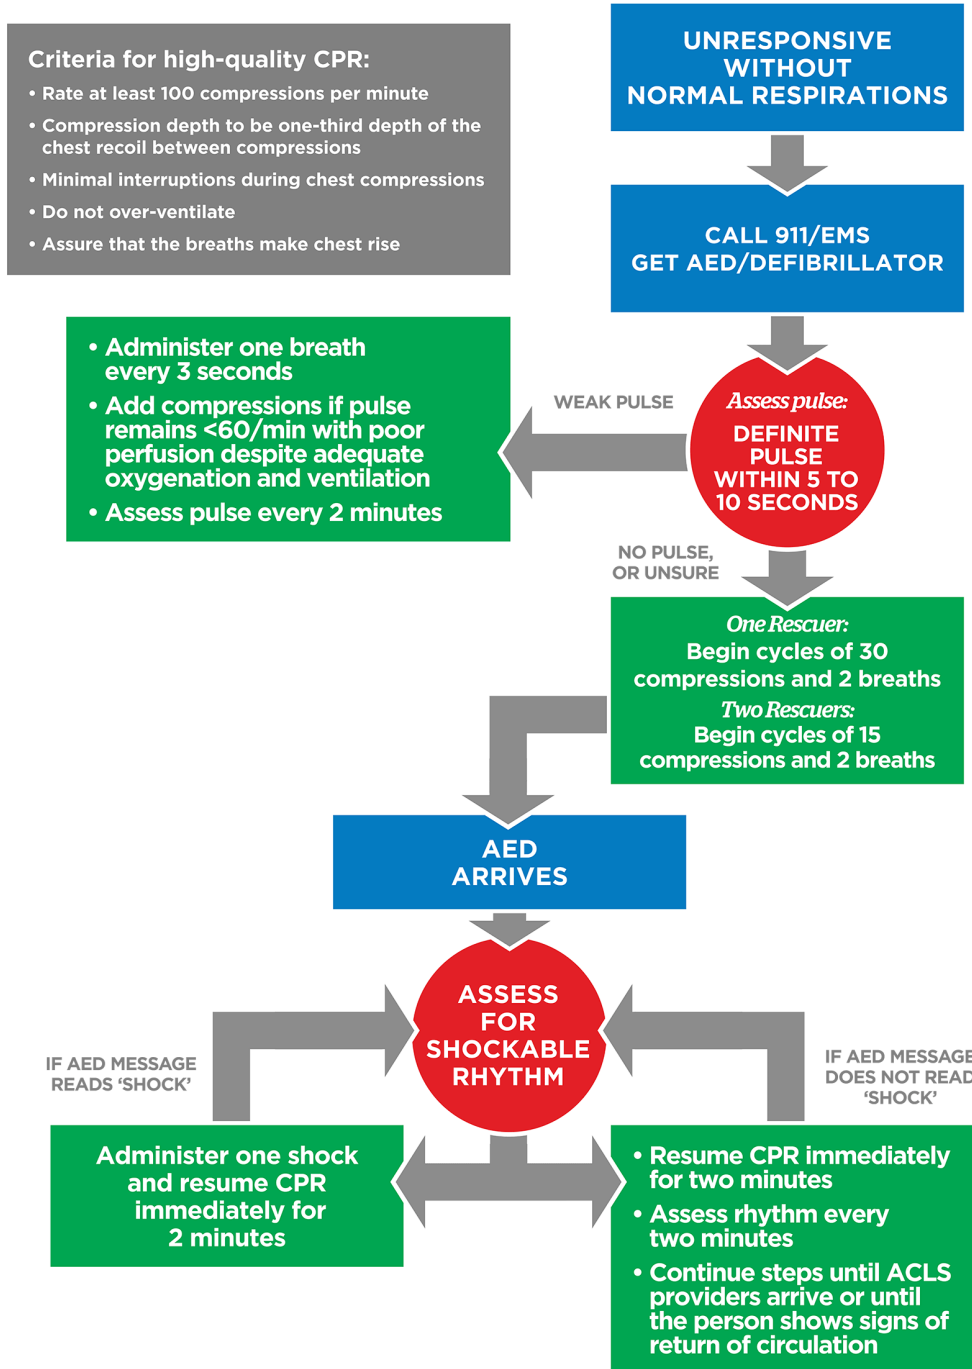 Criteria for high-quality CPR:
• Rate at least 100 compressions per minute
• Compression depth to be one-third depth of the
chest recoil between compressions
• Minimal interruptions during chest compressions
• Do not over-ventilate
• Assure that the breaths make chest rise
UNRESPONSIVE
WITHOUT
NORMAL RESPIRATIONS
CALL 911/EMS
GET AED/DEFIBRILLATOR
Assess pulse:
DEFINITE
PULSE
WITHIN 5 TO
10 SECONDS
WEAK PULSE
• Administer one breath
every 3 seconds
• Add compressions if pulse
remains <60/min with poor
perfusion despite adequate
oxygenation and ventilation
• Assess pulse every 2 minutes
NO PULSE,
OR UNSURE
One Rescuer:
Begin cycles of 30
compressions and 2 breaths
Two Rescuers:
Begin cycles of 15
compressions and 2 breaths
AED
ARRIVES
ASSESS
FOR
SHOCKABLE
RHYTHM
IF AED MESSAGE
READS ‘SHOCK’
Administer one shock
and resume CPR
immediately for
2 minutes
IF AED MESSAGE
DOES NOT READ
‘SHOCK’
• Resume CPR immediately
for two minutes
• Assess rhythm every
two minutes
• Continue steps until ACLS
providers arrive or until
the person shows signs of
return of circulation